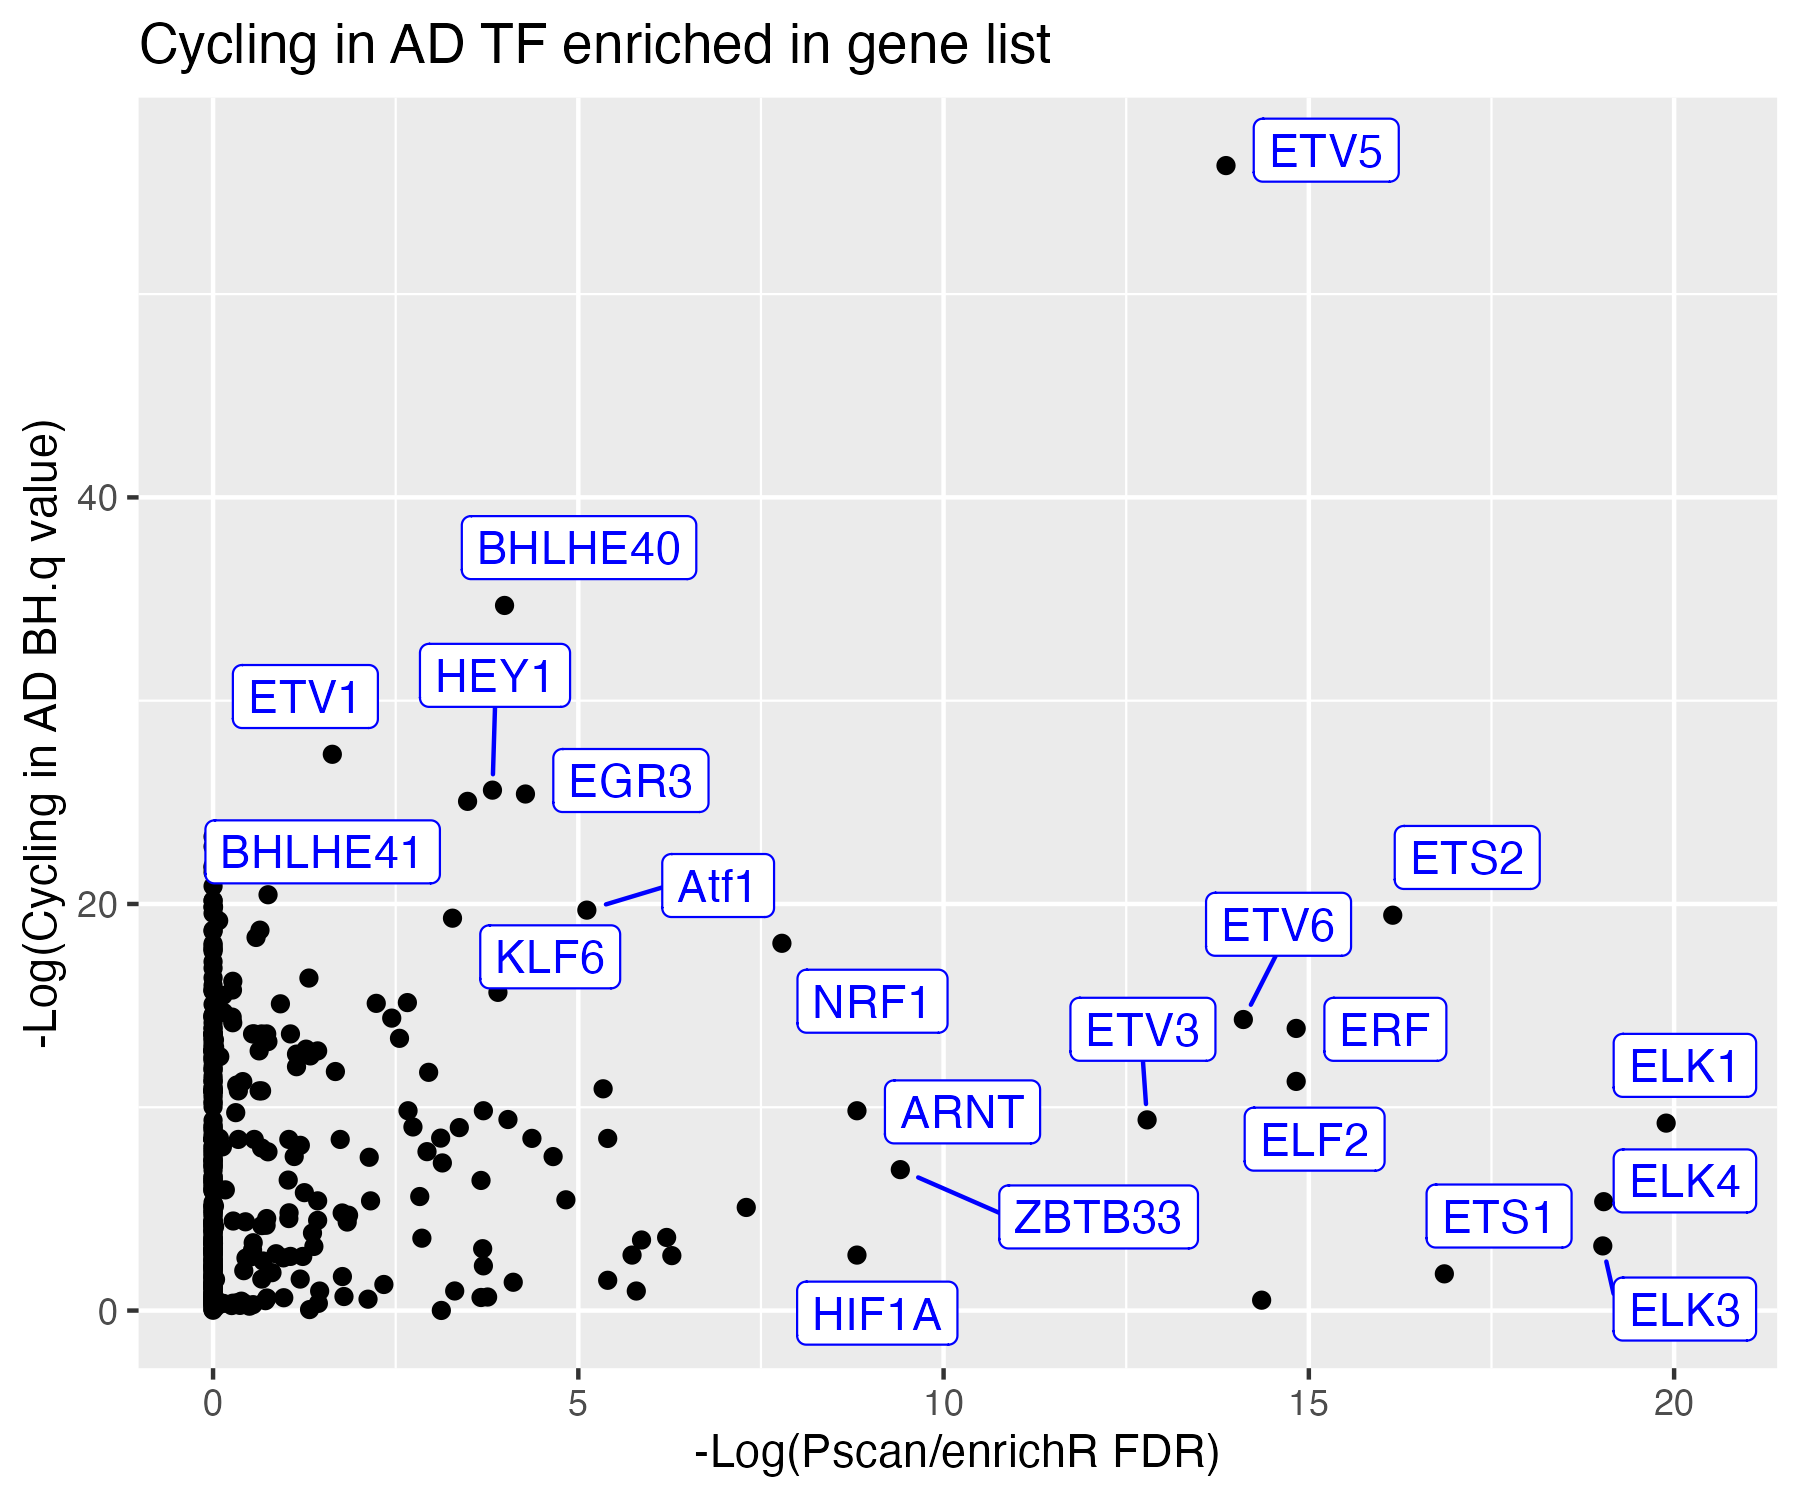 Cycling in AD TF enriched in gene list
ETV5
-Log(Cycling in AD BH.q value)
40
BHLHE40
HEY1
ETV1
EGR3
BHLHE41
ETS2
Atf1
20
ETV6
KLF6
NRF1
ETV3
ERF
ELK1
ARNT
ELF2
ELK4
ZBTB33
ETS1
0
HIF1A
ELK3
0
5
10
15
20
-Log(Pscan/enrichR FDR)